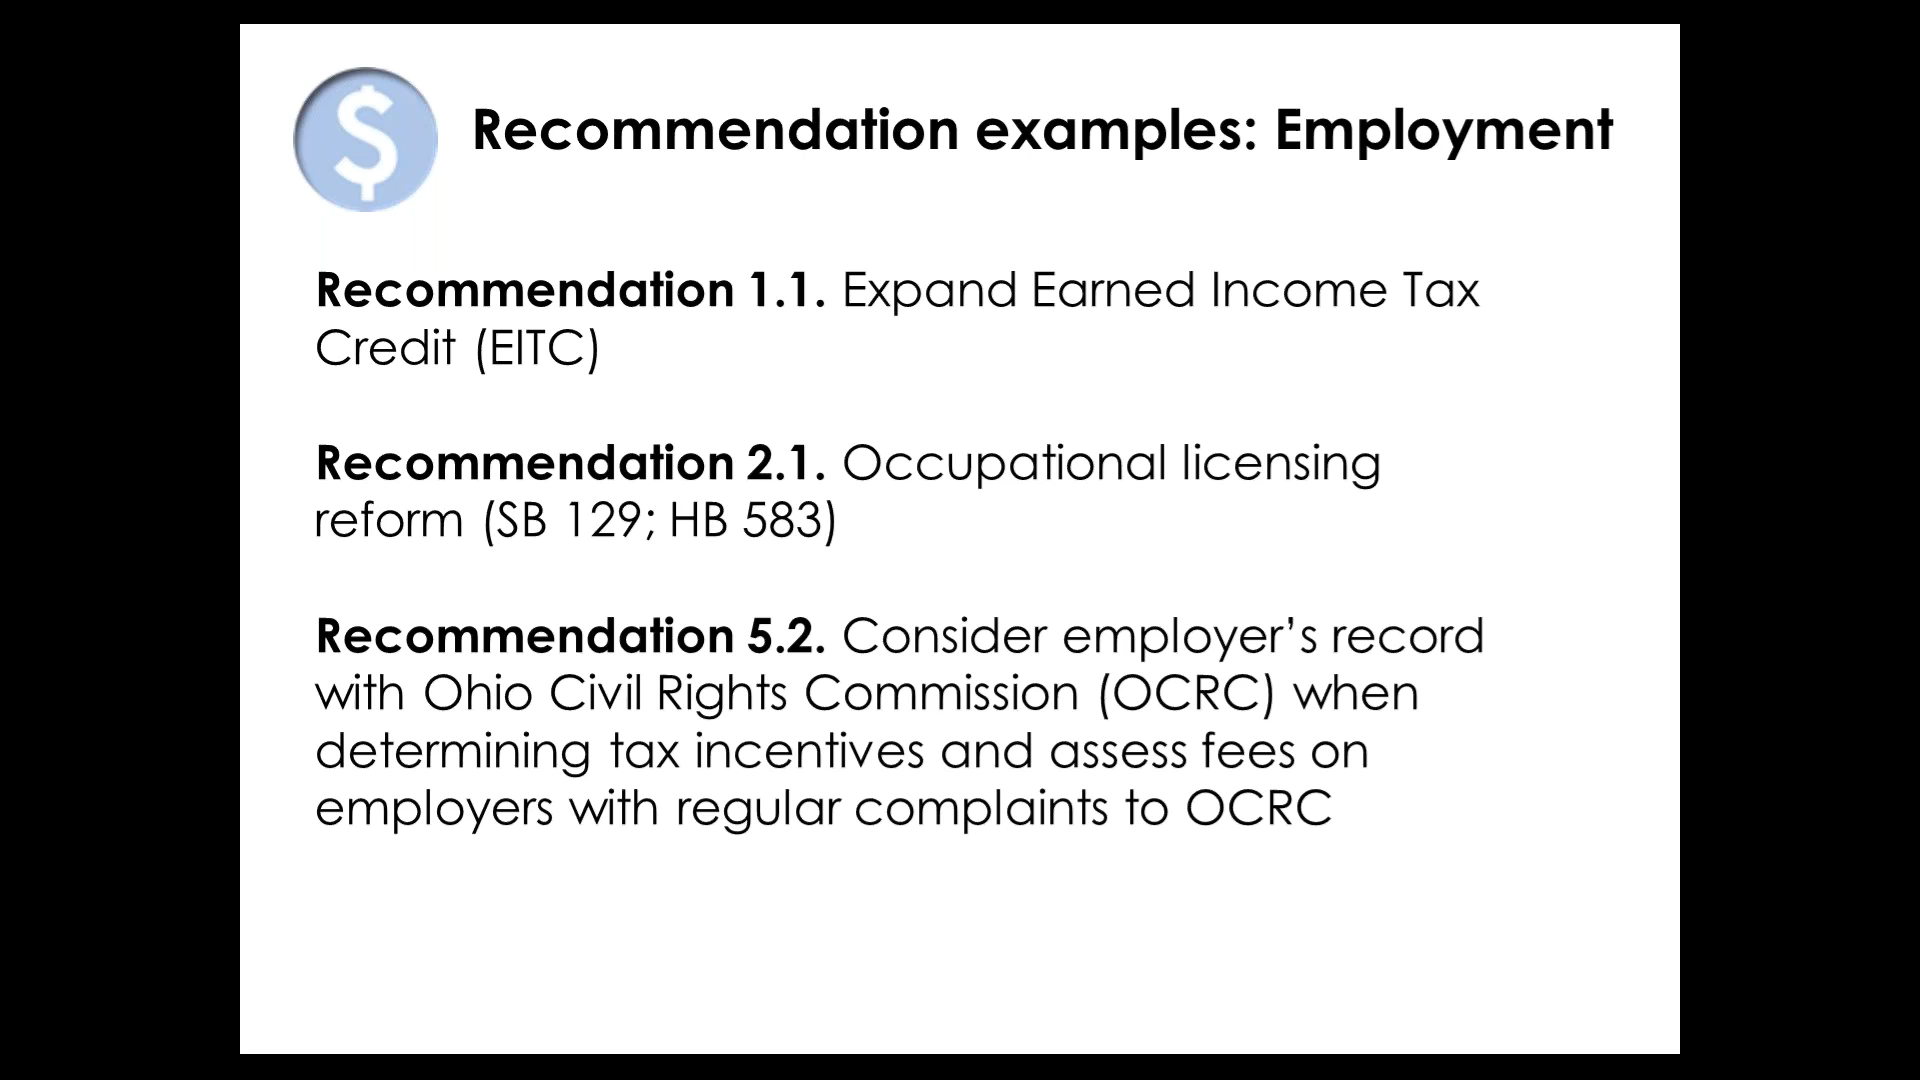 $
Recommendation examples: Employment
Recommendation 1.1. Expand Earned Income Tax
Credit (EITC)
Recommendation 2.1. Occupational licensing
reform (SB 129; HB 583)
Recommendation 5.2. Consider employer’s record
with Ohio Civil Rights Commission (OCRC) when
determining tax incentives and assess fees on
employers with regular complaints to OCRC